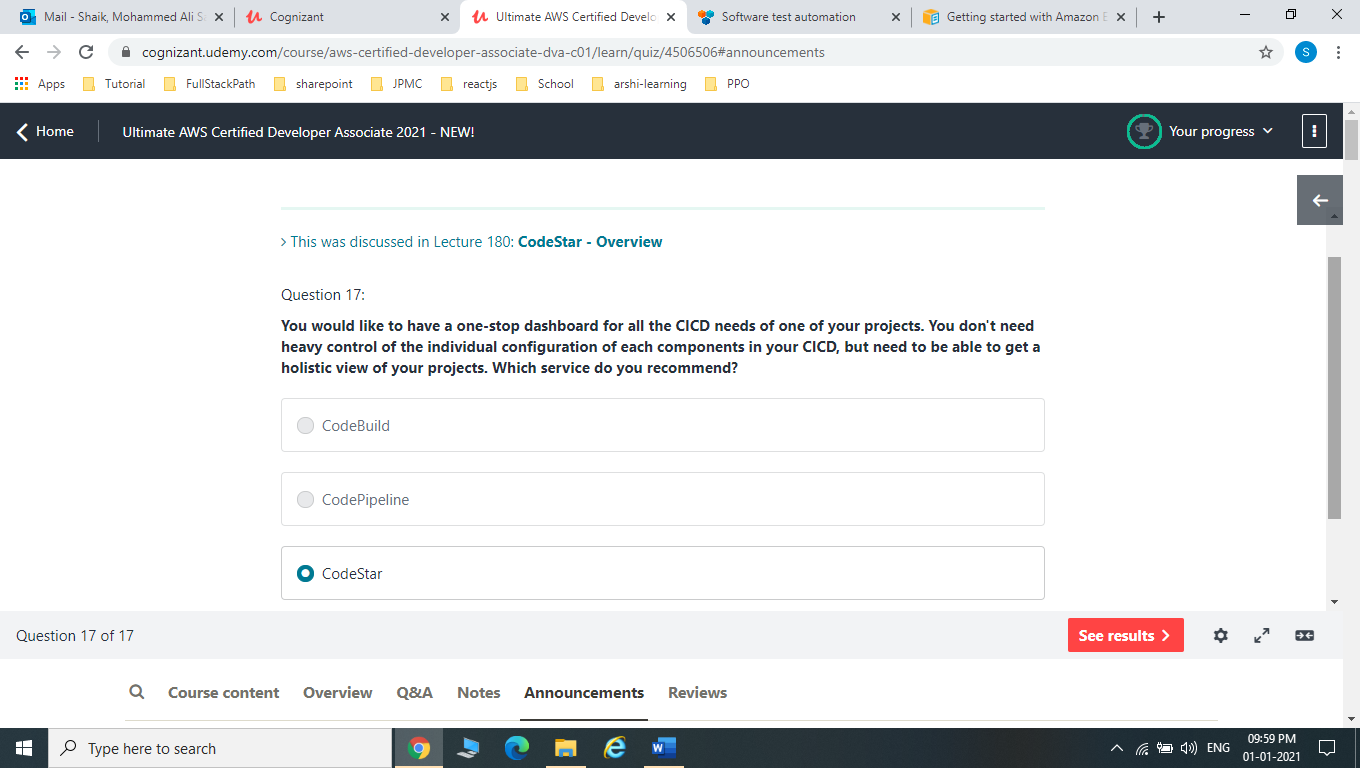 Mail - Shaik, Mohammed Ali S
Cognizant
Ultimate AWS Certified Develo
Software test automation
Getting started with Amazon E
cognizant.udemy.com/course/aws-certified-developer-associate-dva-c01/learn/quiz/4506506#announcements
S
Apps
Tutorial
FullStackPath
sharepoint
JPMC
reactjs
School
arshi-learning
PPO
Home
Ultimate AWS Certified Developer Associate 2021 - NEW!
Your progress
> This was discussed in Lecture 180: CodeStar - Overview
Question 17:
You would like to have a one-stop dashboard for all the CICD needs of one of your projects. You don't need
heavy control of the individual configuration of each components in your CICD, but need to be able to get a
holistic view of your projects. Which service do you recommend?
CodeBuild
CodePipeline
CodeStar
Question 17 of 17
See results
Course content
Overview
Q&A
Notes
Announcements
Reviews
Type here to search
ENG
09:59 PM
01-01-2021